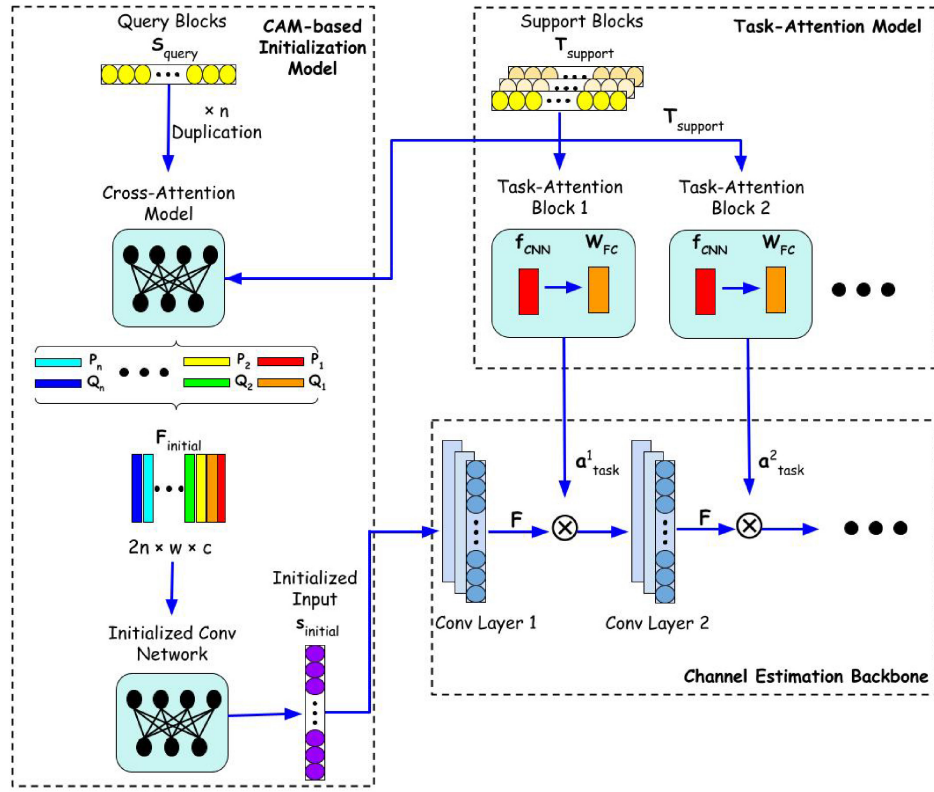 Query Blocks
S_query
CAM-based
Initialization
Model
× n
Duplication
Cross-Attention
Model
P_n
P_2
P_1
Q_n
Q_2
Q_1
F_initial
2n × w × c
Initialized Conv
Network
Initialized
Input
s_initial
Support Blocks
T_support
Task-Attention Model
T_support
Task-Attention
Block 1
f_CNN
W_FC
Task-Attention
Block 2
f_CNN
W_FC
a^1_task
a^2_task
F
F
Conv Layer 1
Conv Layer 2
Channel Estimation Backbone